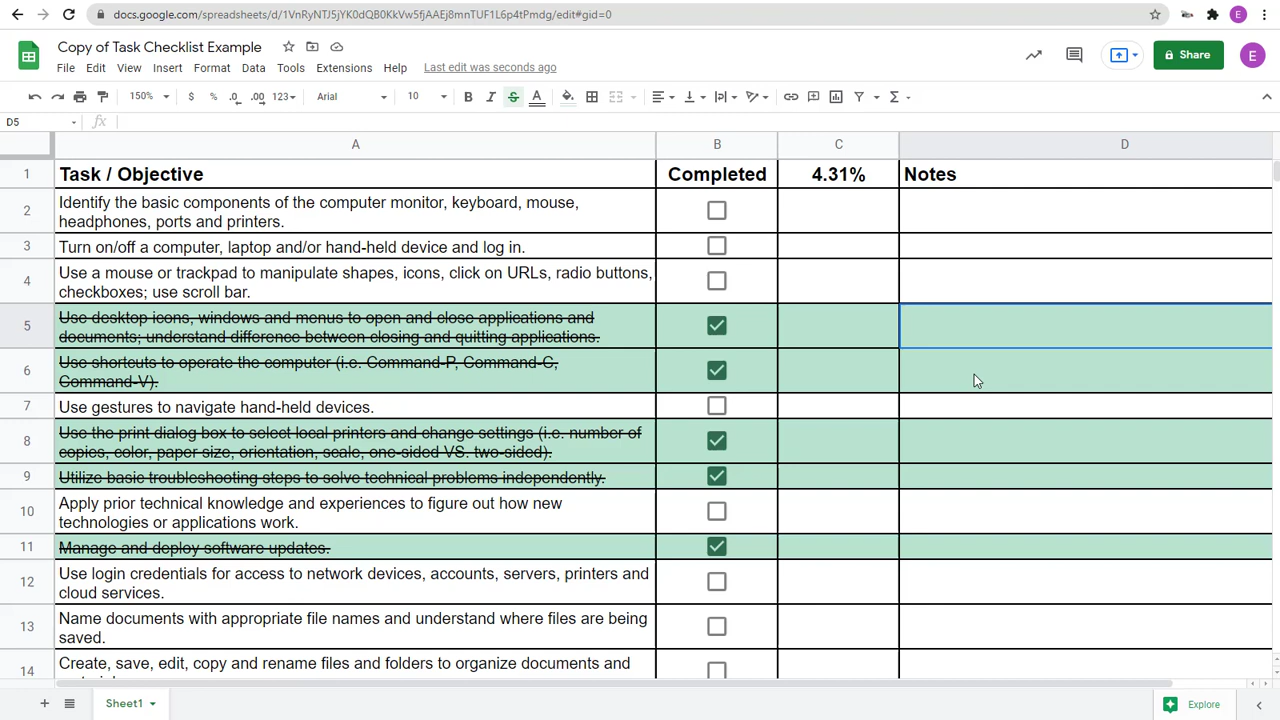 docs.google.com/spreadsheets/d/1VnRyNTJ5jYK0dQB0KkVw5fjAAEj8mnTUF1L6p4tPmdg/edit#gid=0
E
Copy of Task Checklist Example
File Edit View Insert Format Data Tools Extensions Help Last edit was seconds ago
Share
E
150% $ % .0 .00 123 Arial 10 B I S A
D5 fx
A B C D
1 Task / Objective Completed 4.31% Notes
2 Identify the basic components of the computer monitor, keyboard, mouse,
headphones, ports and printers.
3 Turn on/off a computer, laptop and/or hand-held device and log in.
4 Use a mouse or trackpad to manipulate shapes, icons, click on URLs, radio buttons,
checkboxes; use scroll bar.
5 Use desktop icons, windows and menus to open and close applications and
documents; understand difference between closing and quitting applications.
6 Use shortcuts to operate the computer (i.e. Command-P, Command-C,
Command-V).
7 Use gestures to navigate hand-held devices.
8 Use the print dialog box to select local printers and change settings (i.e. number of
copies, color, paper size, orientation, scale, one-sided VS. two-sided).
9 Utilize basic troubleshooting steps to solve technical problems independently.
10 Apply prior technical knowledge and experiences to figure out how new
technologies or applications work.
11 Manage and deploy software updates.
12 Use login credentials for access to network devices, accounts, servers, printers and
cloud services.
13 Name documents with appropriate file names and understand where files are being
saved.
14 Create, save, edit, copy and rename files and folders to organize documents and
Sheet1
Explore